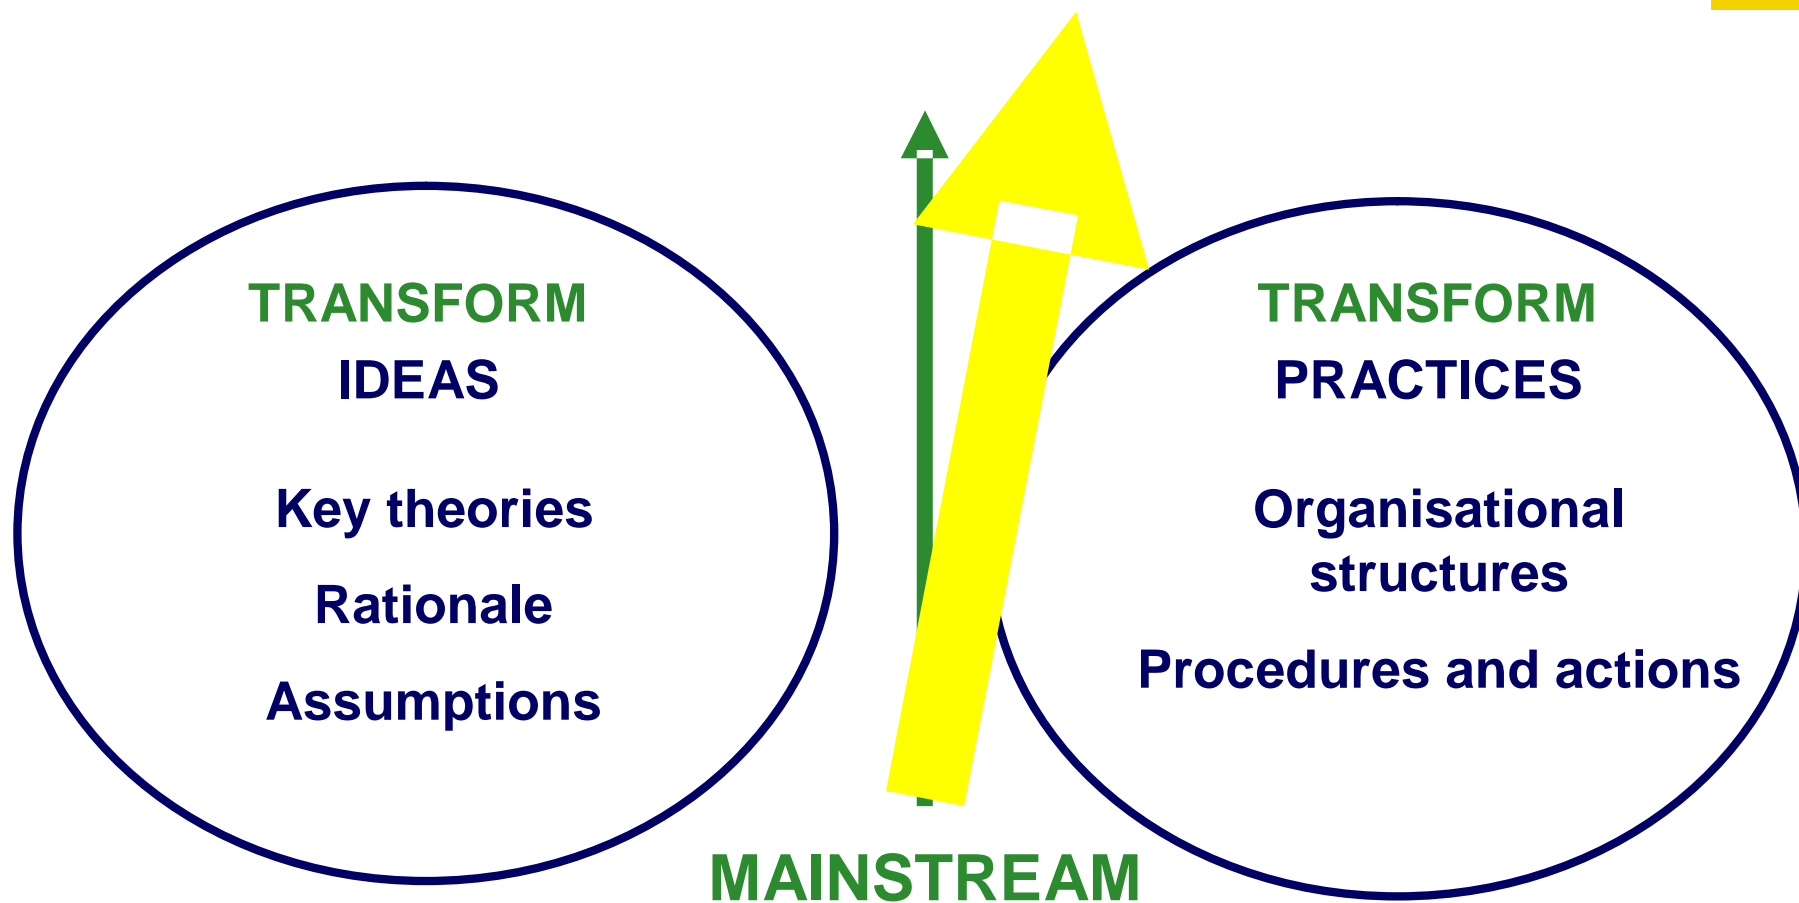 TRANSFORM
IDEAS
Key theories
Rationale
Assumptions
TRANSFORM
PRACTICES
Organisational
structures
Procedures and actions
MAINSTREAM